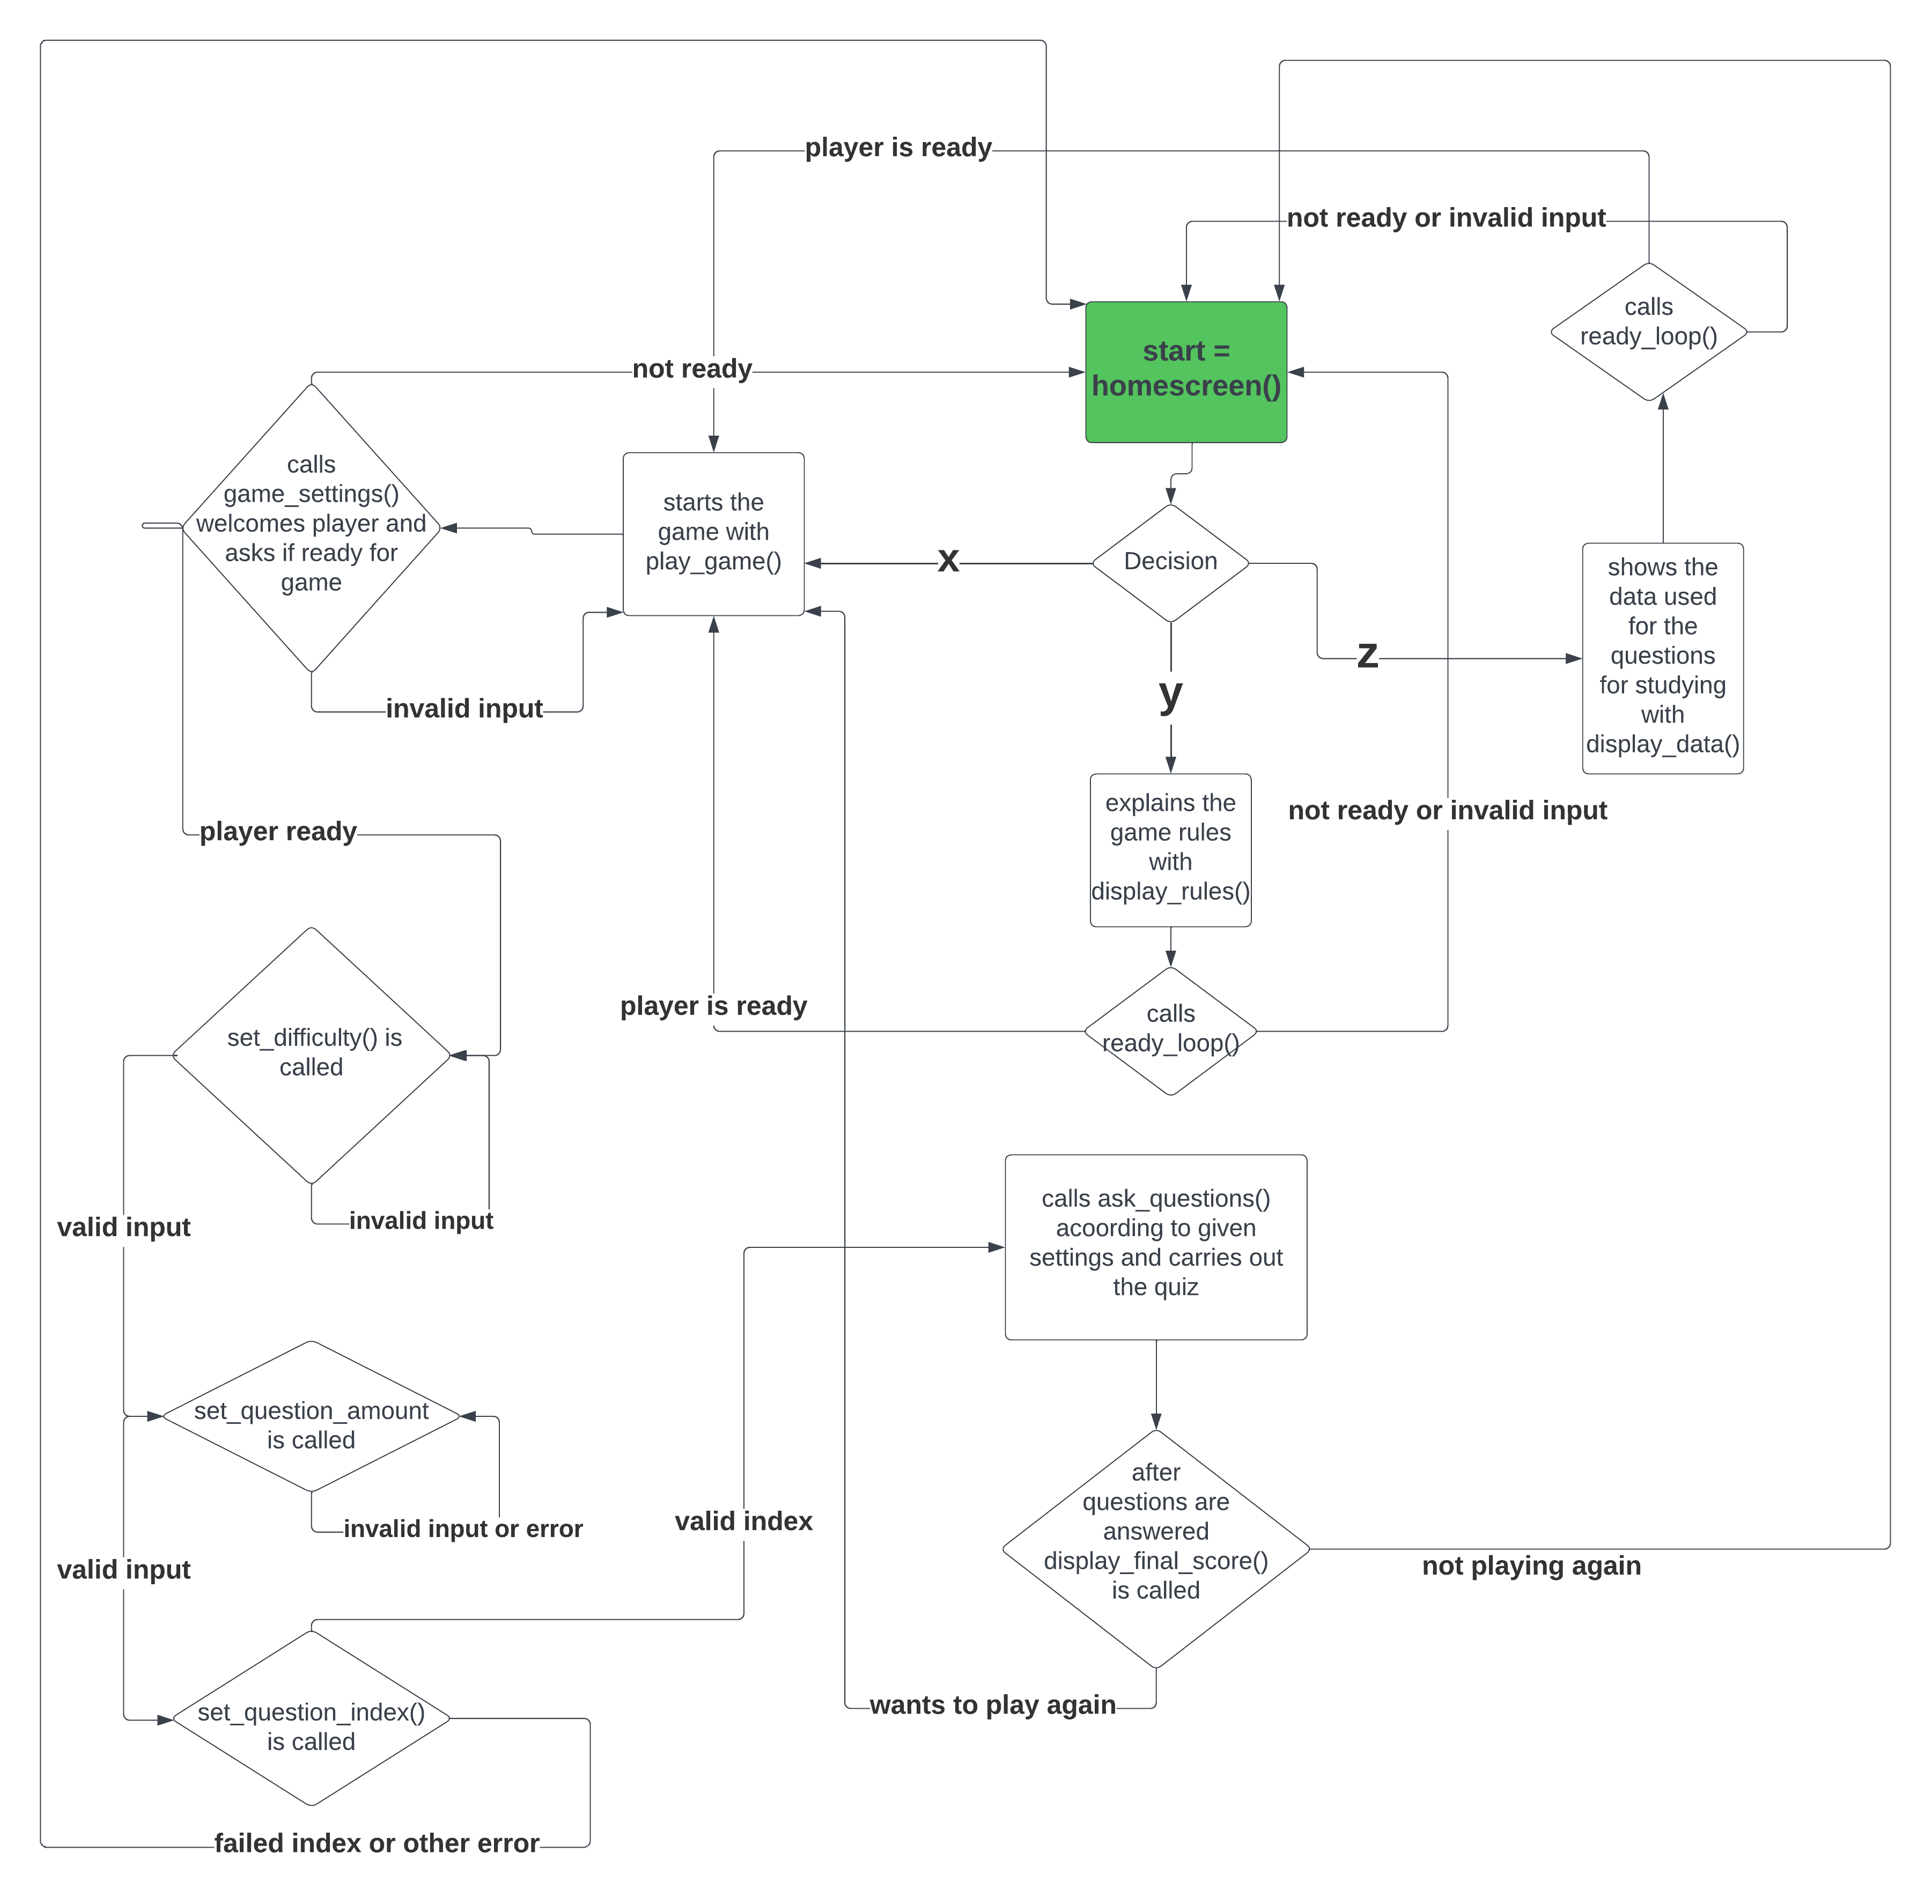 player is ready
not ready or invalid input
calls
ready_loop()
start =
homescreen()
not ready
calls
game_settings()
welcomes player and
asks if ready for
game
starts the
game with
play_game()
x
Decision
z
shows the
data used
for the
questions
for studying
with
display_data()
invalid input
y
explains the
game rules
with
display_rules()
not ready or invalid input
player ready
player is ready
calls
ready_loop()
set_difficulty() is
called
valid input
invalid input
calls ask_questions()
acoording to given
settings and carries out
the quiz
set_question_amount
is called
invalid input or error
valid index
after
questions are
answered
display_final_score()
is called
not playing again
valid input
wants to play again
set_question_index()
is called
failed index or other error